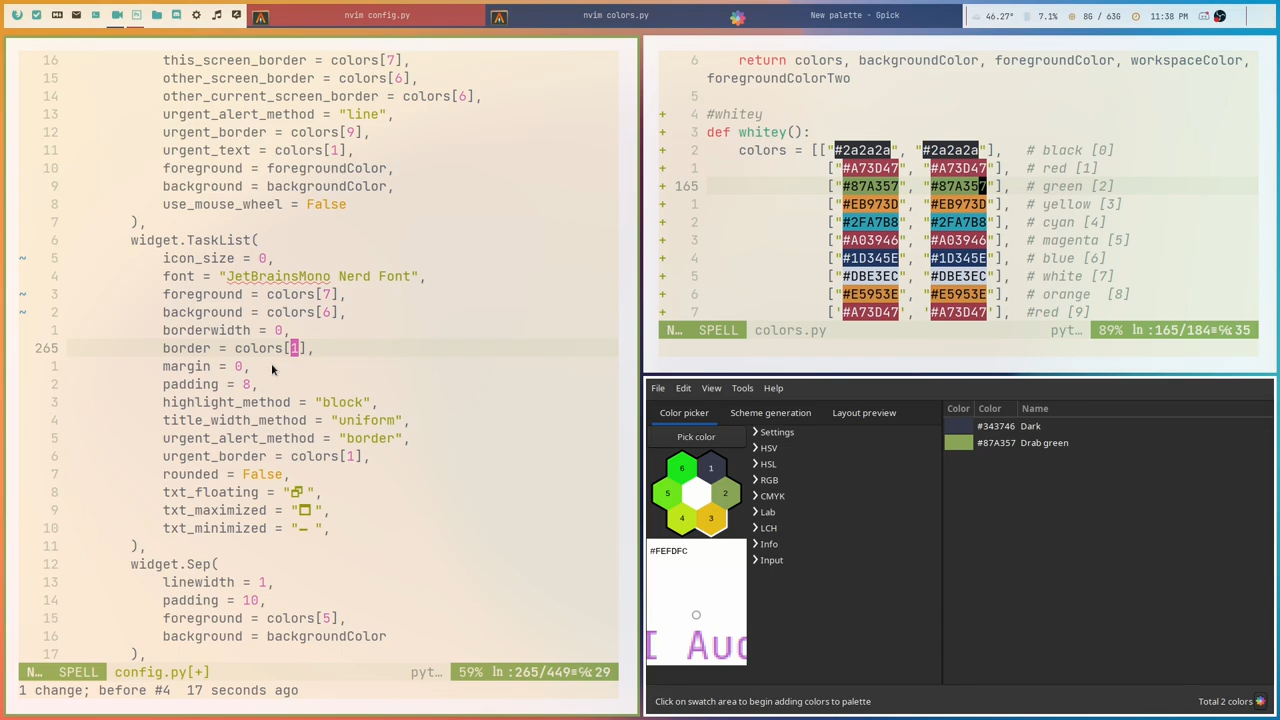 nvim config.py
nvim colors.py
New palette - Gpick
46.27°
7.1%
8G / 63G
11:38 PM
16 this_screen_border = colors[7],
15 other_screen_border = colors[6],
14 other_current_screen_border = colors[6],
13 urgent_alert_method = "line",
12 urgent_border = colors[9],
11 urgent_text = colors[1],
10 foreground = foregroundColor,
9 background = backgroundColor,
8 use_mouse_wheel = False
7 ),
6 widget.TaskList(
~ 5 icon_size = 0,
4 font = "JetBrainsMono Nerd Font",
~ 3 foreground = colors[7],
~ 2 background = colors[6],
1 borderwidth = 0,
265 border = colors[1],
1 margin = 0,
2 padding = 8,
3 highlight_method = "block",
4 title_width_method = "uniform",
5 urgent_alert_method = "border",
6 urgent_border = colors[1],
7 rounded = False,
8 txt_floating = "🗗 ",
9 txt_maximized = "🗖 ",
10 txt_minimized = "🗕 ",
11 ),
12 widget.Sep(
13 linewidth = 1,
14 padding = 10,
15 foreground = colors[5],
16 background = backgroundColor
17 ),
N… SPELL config.py[+] pyt… 59% ln :265/449≡℅:29
1 change; before #4 17 seconds ago
6 return colors, backgroundColor, foregroundColor, workspaceColor,
foregroundColorTwo
5
+ 4 #whitey
+ 3 def whitey():
+ 2 colors = [["#2a2a2a", "#2a2a2a"], # black [0]
+ 1 ["#A73D47", "#A73D47"], # red [1]
+ 165 ["#87A357", "#87A357"], # green [2]
+ 1 ["#EB973D", "#EB973D"], # yellow [3]
+ 2 ["#2FA7B8", "#2FA7B8"], # cyan [4]
+ 3 ["#A03946", "#A03946"], # magenta [5]
+ 4 ["#1D345E", "#1D345E"], # blue [6]
+ 5 ["#DBE3EC", "#DBE3EC"], # white [7]
+ 6 ["#E5953E", "#E5953E"], # orange [8]
+ 7 ['#A73D47', '#A73D47'], #red [9]
N… SPELL colors.py pyt… 89% ln :165/184≡℅:35
File Edit View Tools Help
Color picker Scheme generation Layout preview
Pick color
6
1
5
2
4
3
#FEFDFC
I Auc
Settings
HSV
HSL
RGB
CMYK
Lab
LCH
Info
Input
Color Color Name
#343746 Dark
#87A357 Drab green
Click on swatch area to begin adding colors to palette
Total 2 colors